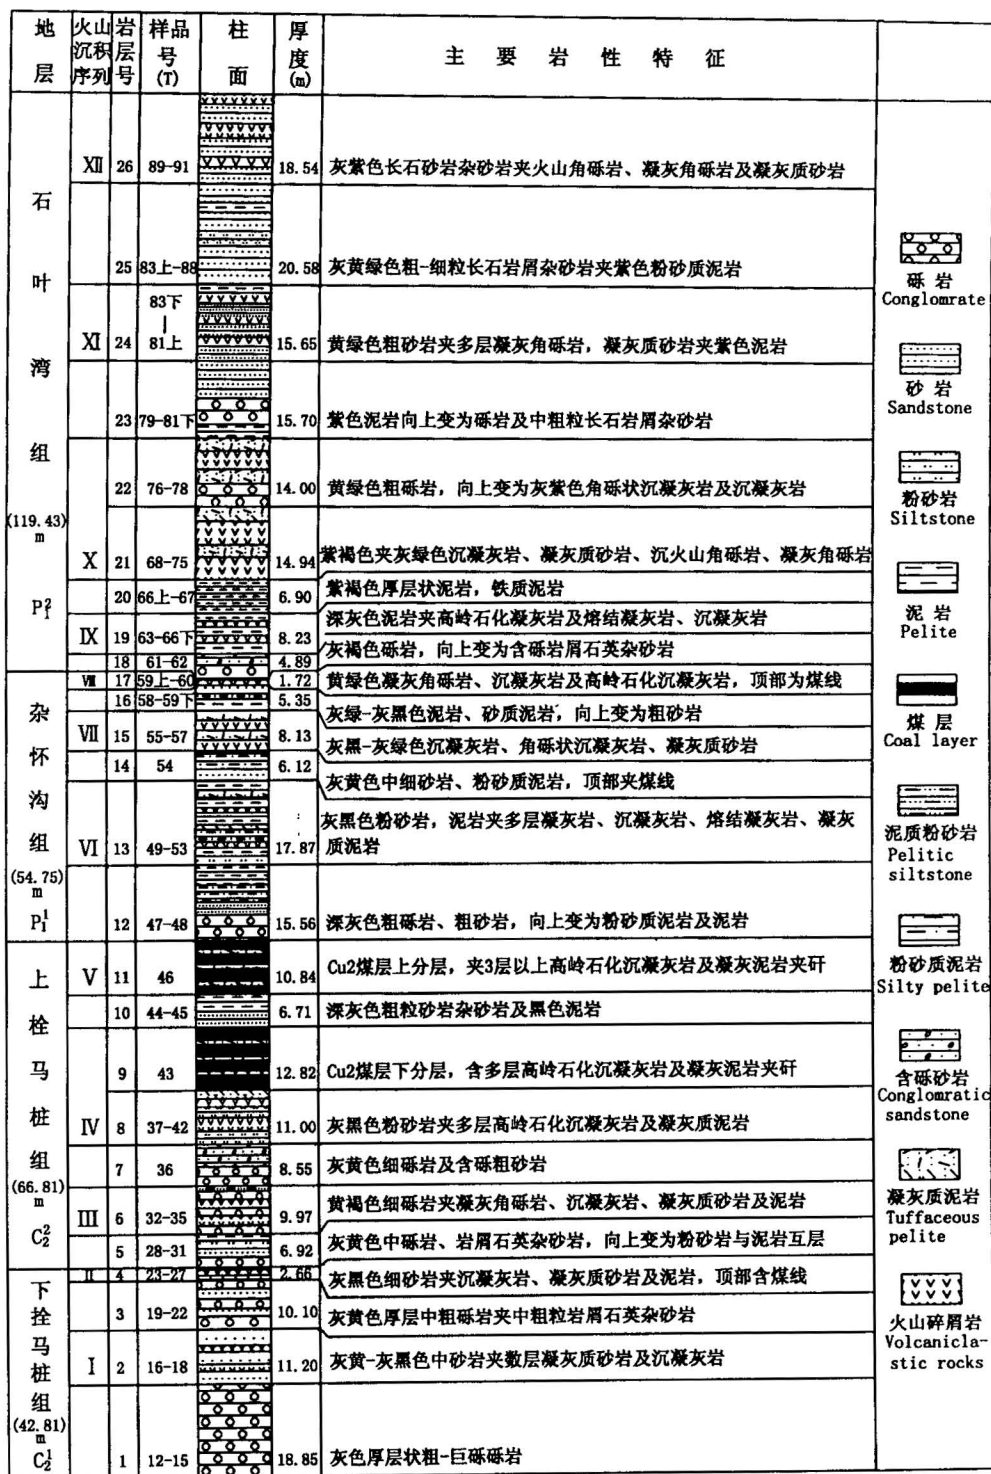 地层
火山沉积序列
岩层号
样品号(T)
柱面
厚度(m)
主要岩性特征
石叶湾组
(119.43)
m
P₁²
XII 26 89-91 18.54 灰紫色长石砂岩杂砂岩夹火山角砾岩、凝灰角砾岩及凝灰质砂岩
25 83上-88 20.58 灰黄绿色粗-细粒长石岩屑杂砂岩夹紫色粉砂质泥岩
83下
|
XI 24 81上 15.65 黄绿色粗砂岩夹多层凝灰角砾岩，凝灰质砂岩夹紫色泥岩
23 79-81下 15.70 紫色泥岩向上变为砾岩及中粗粒长石岩屑杂砂岩
22 76-78 14.00 黄绿色粗砾岩，向上变为灰紫色角砾状沉凝灰岩及沉凝灰岩
X 21 68-75 14.94 紫褐色夹灰绿色沉凝灰岩、凝灰质砂岩、沉火山角砾岩、凝灰角砾岩
20 66上-67 6.90 紫褐色厚层状泥岩，铁质泥岩
IX 19 63-66下 8.23 深灰色泥岩夹高岭石化凝灰岩及熔结凝灰岩、沉凝灰岩
18 61-62 4.89 灰褐色砾岩，向上变为含砾岩屑石英杂砂岩
杂怀沟组
(54.75)
m
P₁¹
VIII 17 59上-60 1.72 黄绿色凝灰角砾岩、沉凝灰岩及高岭石化沉凝灰岩，顶部为煤线
16 58-59下 5.35 灰绿-灰黑色泥岩、砂质泥岩，向上变为粗砂岩
VII 15 55-57 8.13 灰黑-灰绿色沉凝灰岩、角砾状沉凝灰岩、凝灰质砂岩
14 54 6.12 灰黄色中细砂岩、粉砂质泥岩，顶部夹煤线
VI 13 49-53 17.87 灰黑色粉砂岩，泥岩夹多层凝灰岩、沉凝灰岩、熔结凝灰岩、凝灰
质泥岩
12 47-48 15.56 深灰色粗砾岩、粗砂岩，向上变为粉砂质泥岩及泥岩
上栓马桩组
(66.81)
m
C₂²
V 11 46 10.84 Cu2煤层上分层，夹3层以上高岭石化沉凝灰岩及凝灰泥岩夹矸
10 44-45 6.71 深灰色粗粒砂岩杂砂岩及黑色泥岩
9 43 12.82 Cu2煤层下分层，含多层高岭石化沉凝灰岩及凝灰泥岩夹矸
IV 8 37-42 11.00 灰黑色粉砂岩夹多层高岭石化沉凝灰岩及凝灰质泥岩
7 36 8.55 灰黄色细砾岩及含砾粗砂岩
III 6 32-35 9.97 黄褐色细砾岩夹凝灰角砾岩、沉凝灰岩、凝灰质砂岩及泥岩
5 28-31 6.92 灰黄色中砾岩、岩屑石英杂砂岩，向上变为粉砂岩与泥岩互层
下拴马桩组
(42.81)
m
C₂¹
II 4 23-27 2.66 灰黑色细砂岩夹沉凝灰岩、凝灰质砂岩及泥岩，顶部含煤线
3 19-22 10.10 灰黄色厚层中粗砾岩夹中粗粒岩屑石英杂砂岩
I 2 16-18 11.20 灰黄-灰黑色中砂岩夹数层凝灰质砂岩及沉凝灰岩
1 12-15 18.85 灰色厚层状粗-巨砾砾岩
砾岩
Conglomrate
砂岩
Sandstone
粉砂岩
Siltstone
泥岩
Pelite
煤层
Coal layer
泥质粉砂岩
Pelitic
siltstone
粉砂质泥岩
Silty pelite
含砾砂岩
Conglomratic
sandstone
凝灰质泥岩
Tuffaceous
pelite
火山碎屑岩
Volcanicla-
stic rocks